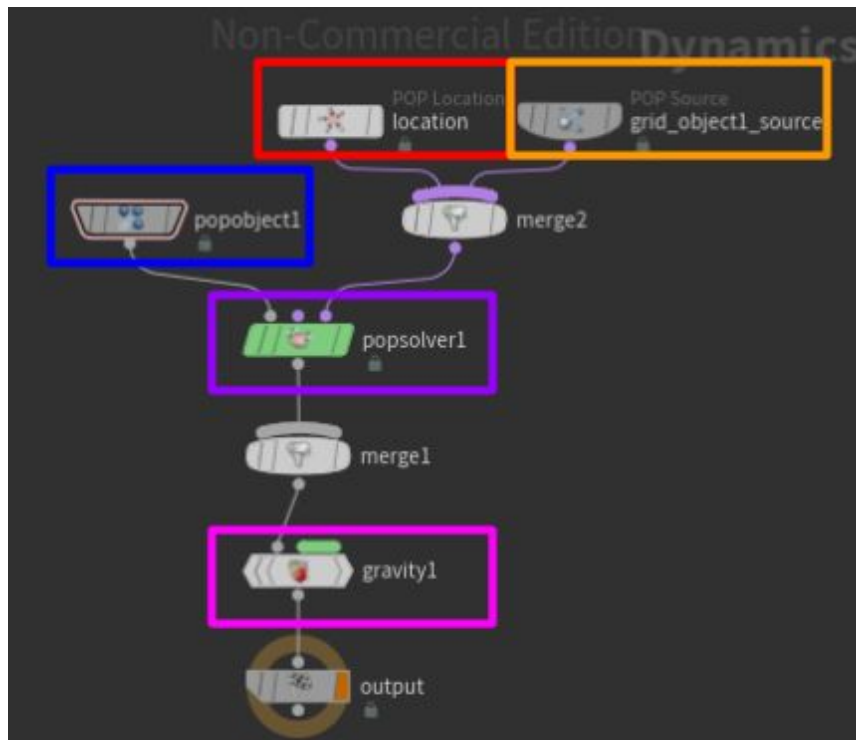 Non-Commercial Edition
Dynamics
POP Location
location
POP Source
grid_object1_source
popobject1
merge2
popsolver1
merge1
gravity1
output